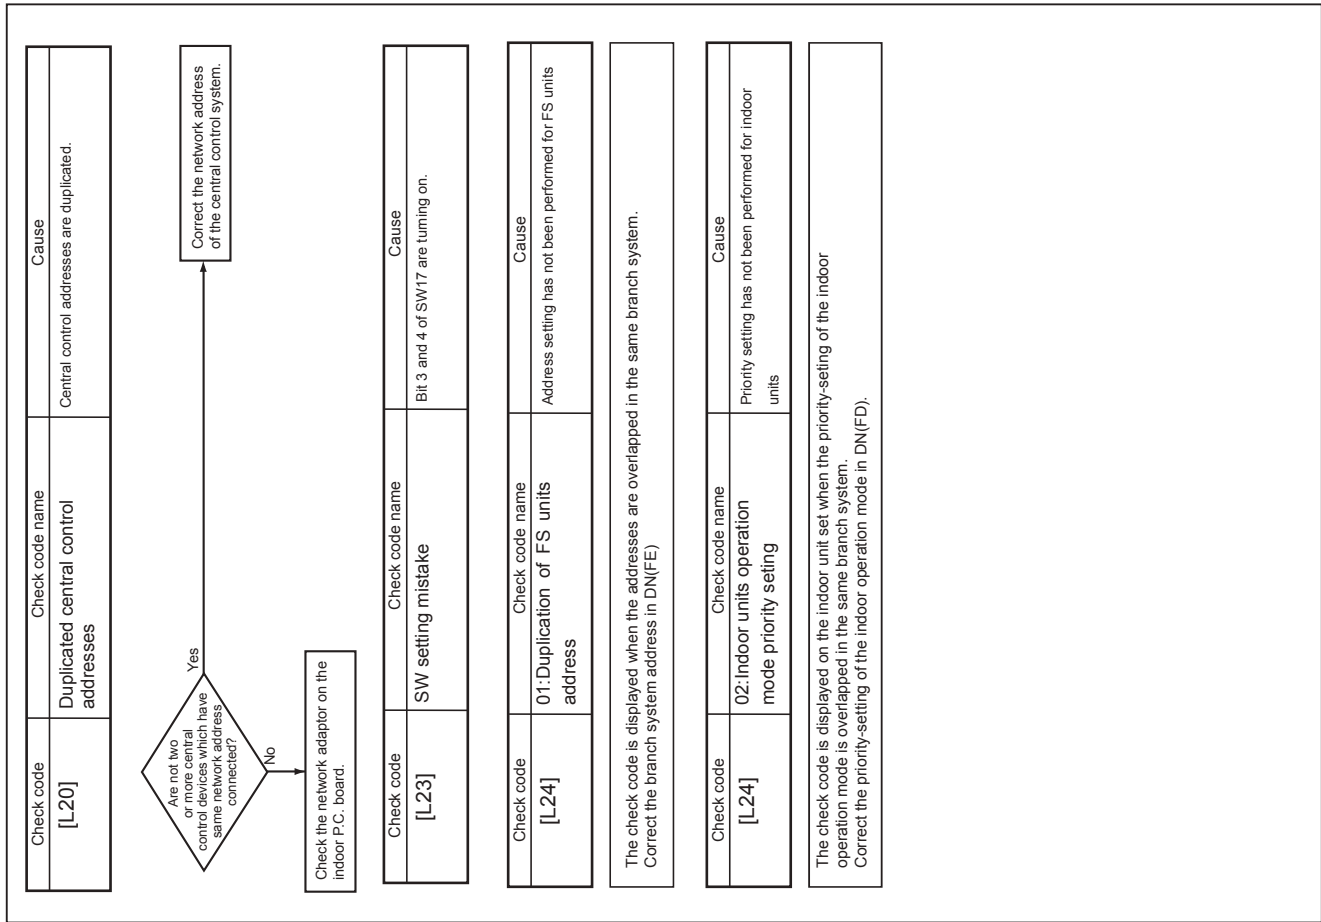 Check code
Check code name
Cause
[L20]
Duplicated central control
addresses
Central control addresses are duplicated.
Are not two
or more central
control devices which have
same network address
connected?
Yes
Correct the network address
of the central control system.
No
Check the network adaptor on the
indoor P.C. board.
Check code
Check code name
Cause
[L23]
SW setting mistake
Bit 3 and 4 of SW17 are turning on.
Check code
Check code name
Cause
[L24]
01:Duplication of FS units
address
Address setting has not been performed for FS units
The check code is displayed when the addresses are overlapped in the same branch system.
Correct the branch system address in DN(FE)
Check code
Check code name
Cause
[L24]
02:Indoor units operation
mode priority seting
Priority setting has not been performed for indoor
units
The check code is displayed on the indoor unit set when the priority-seting of the indoor
operation mode is overlapped in the same branch system.
Correct the priority-setting of the indoor operation mode in DN(FD).